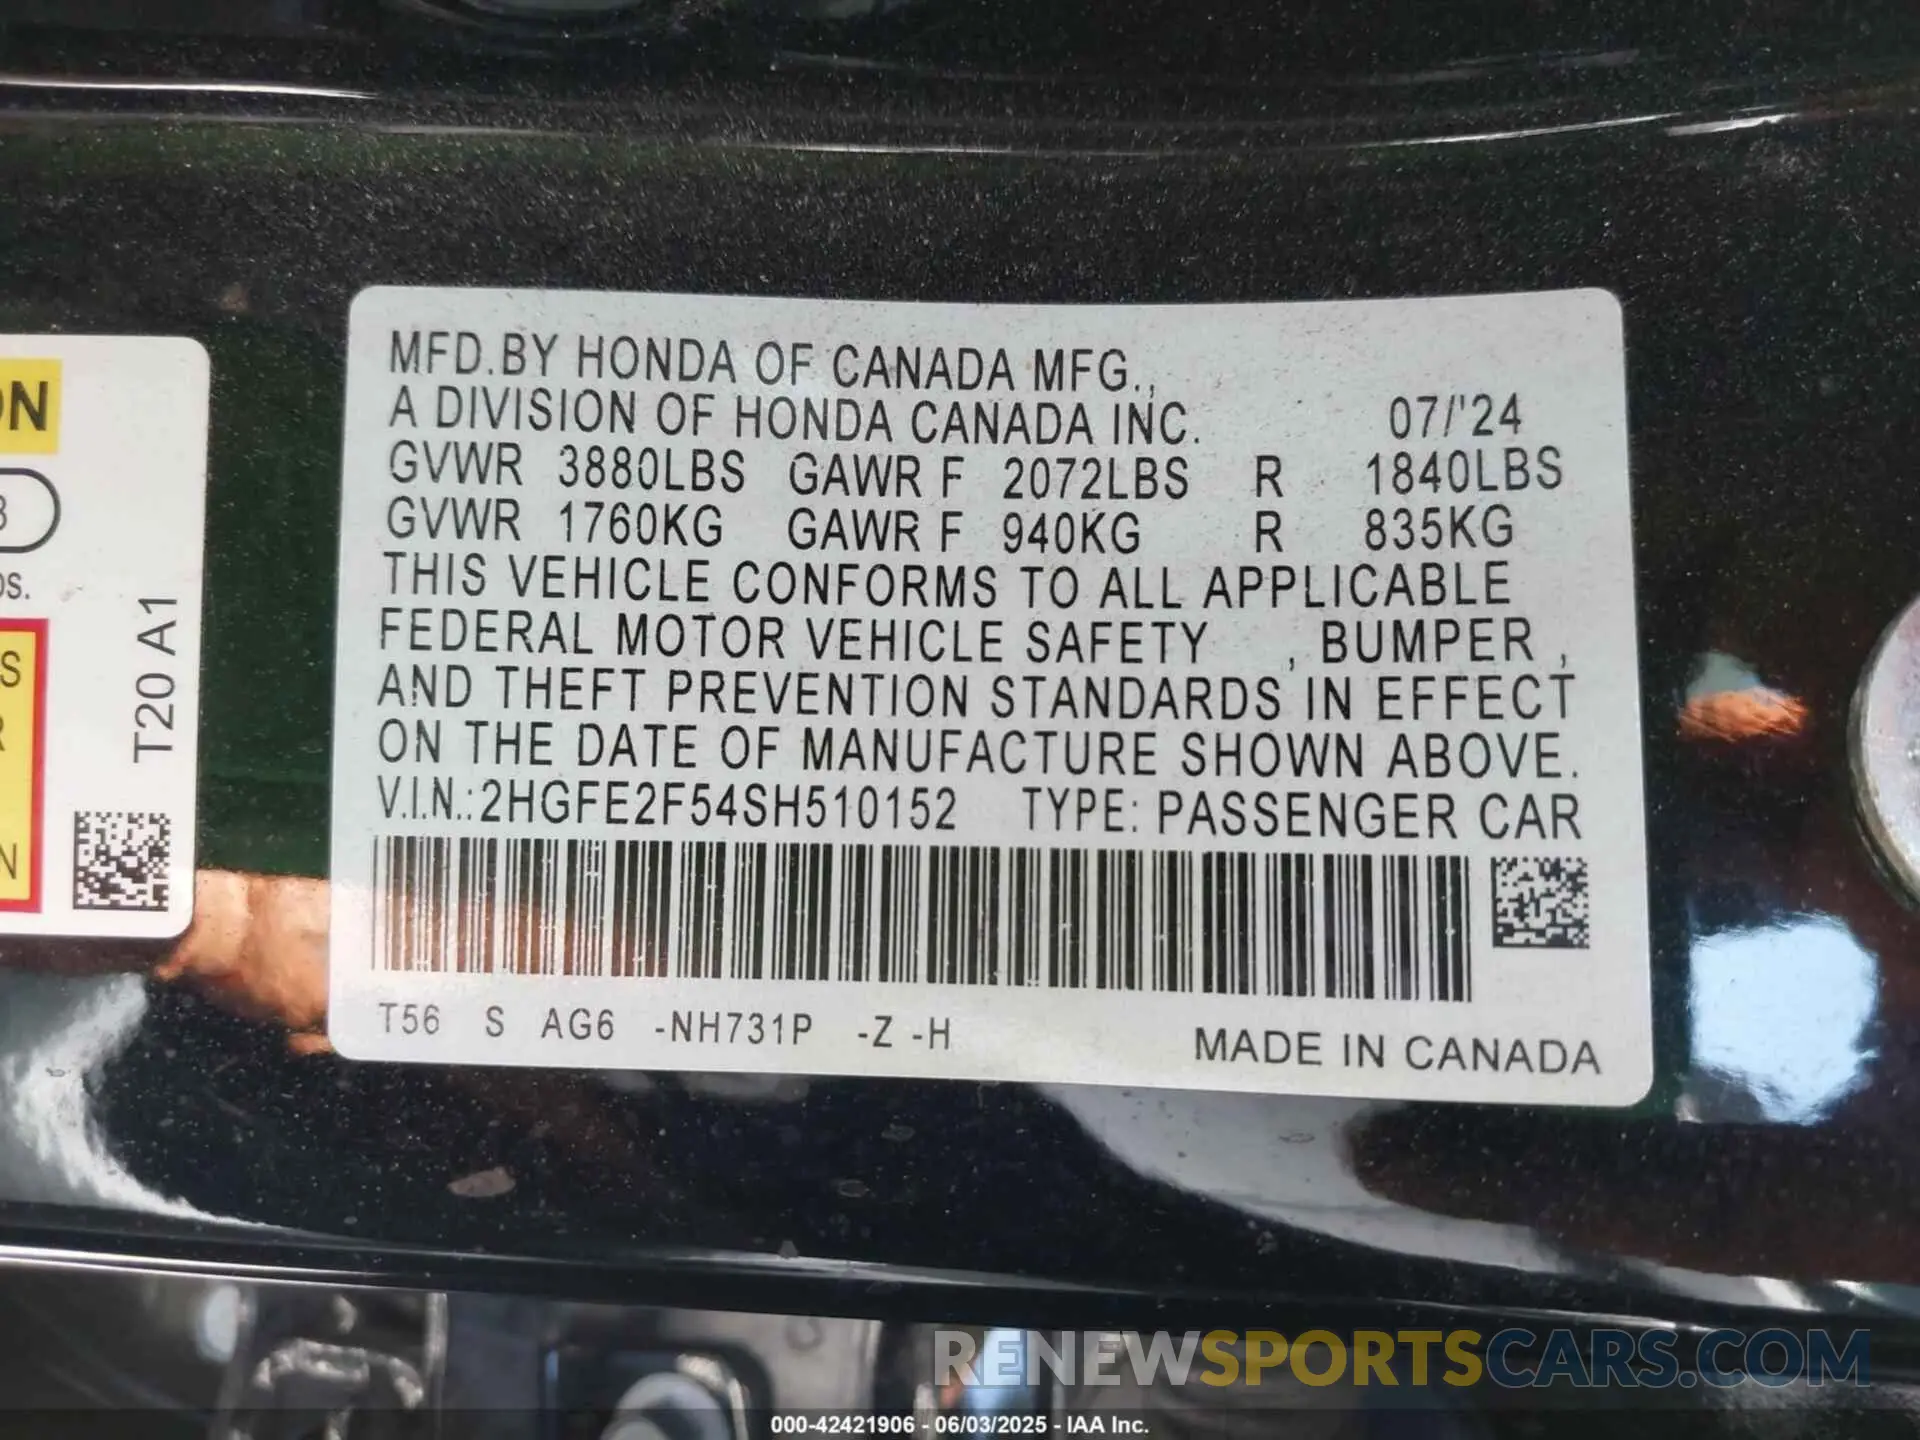 MFD.BY HONDA OF CANADA MFG.,
A DIVISION OF HONDA CANADA INC. 07/'24
GVWR 3880LBS GAWR F 2072LBS R 1840LBS
GVWR 1760KG GAWR F 940KG R 835KG
THIS VEHICLE CONFORMS TO ALL APPLICABLE
FEDERAL MOTOR VEHICLE SAFETY , BUMPER ,
AND THEFT PREVENTION STANDARDS IN EFFECT
ON THE DATE OF MANUFACTURE SHOWN ABOVE.
V.I.N.:2HGFE2F54SH510152 TYPE: PASSENGER CAR
T56 S AG6 -NH731P -Z -H
MADE IN CANADA
T20 A1
RENEWSPORTSCARS.COM
000-42421906 - 06/03/2025 - IAA Inc.